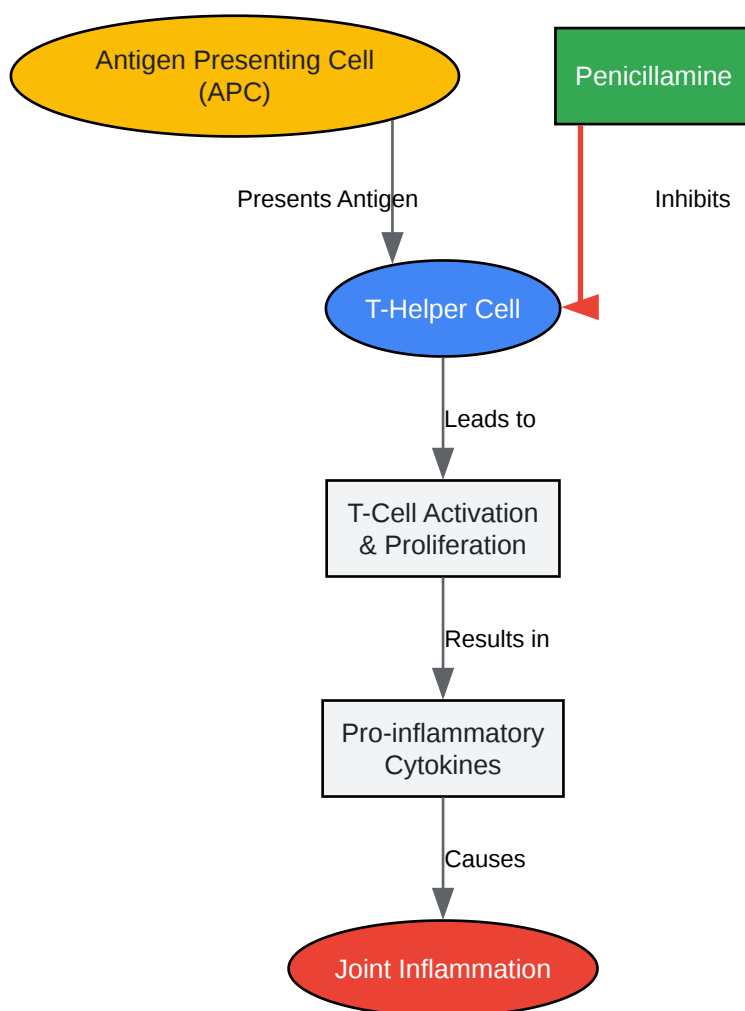 Antigen Presenting Cell
(APC)
Penicillamine
Presents Antigen
Inhibits
T-Helper Cell
Leads to
T-Cell Activation
& Proliferation
Results in
Pro-inflammatory
Cytokines
Causes
Joint Inflammation